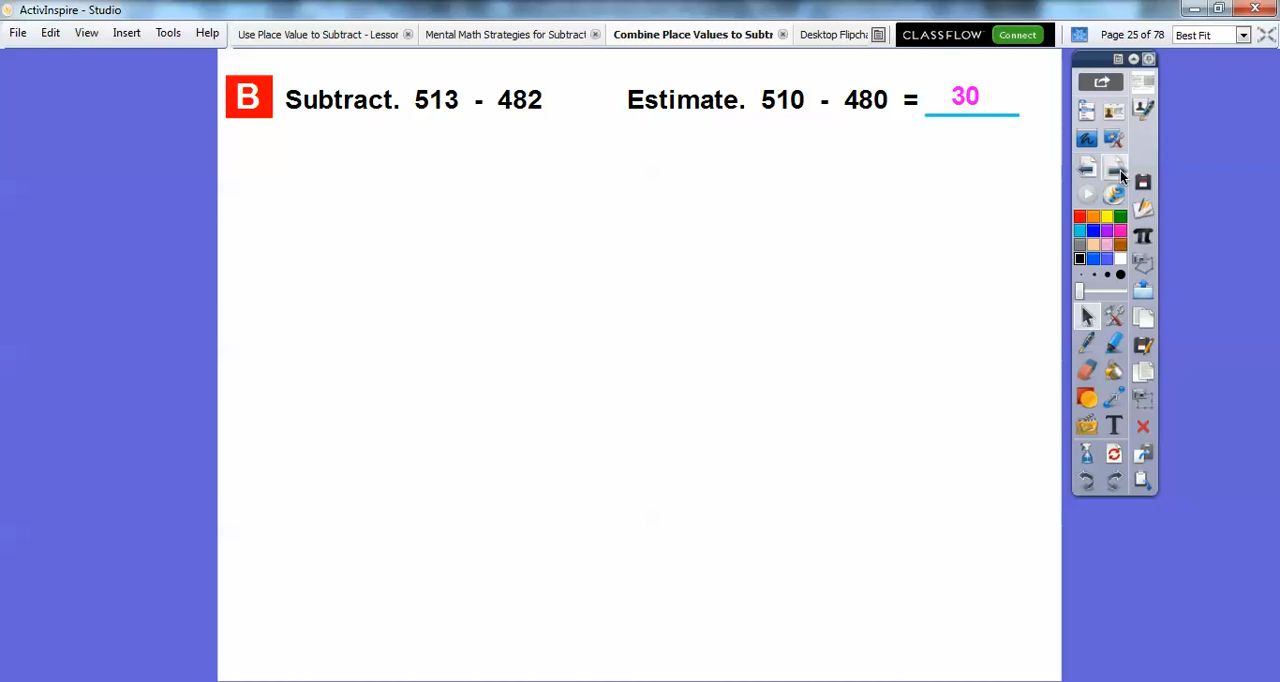 ActivInspire - Studio
File Edit View Insert Tools Help Use Place Value to Subtract - Lessor Mental Math Strategies for Subtract Combine Place Values to Subtr Desktop Flipcha CLASSFLOW Connect Page 25 of 78 Best Fit
B Subtract. 513 - 482 Estimate. 510 - 480 = 30